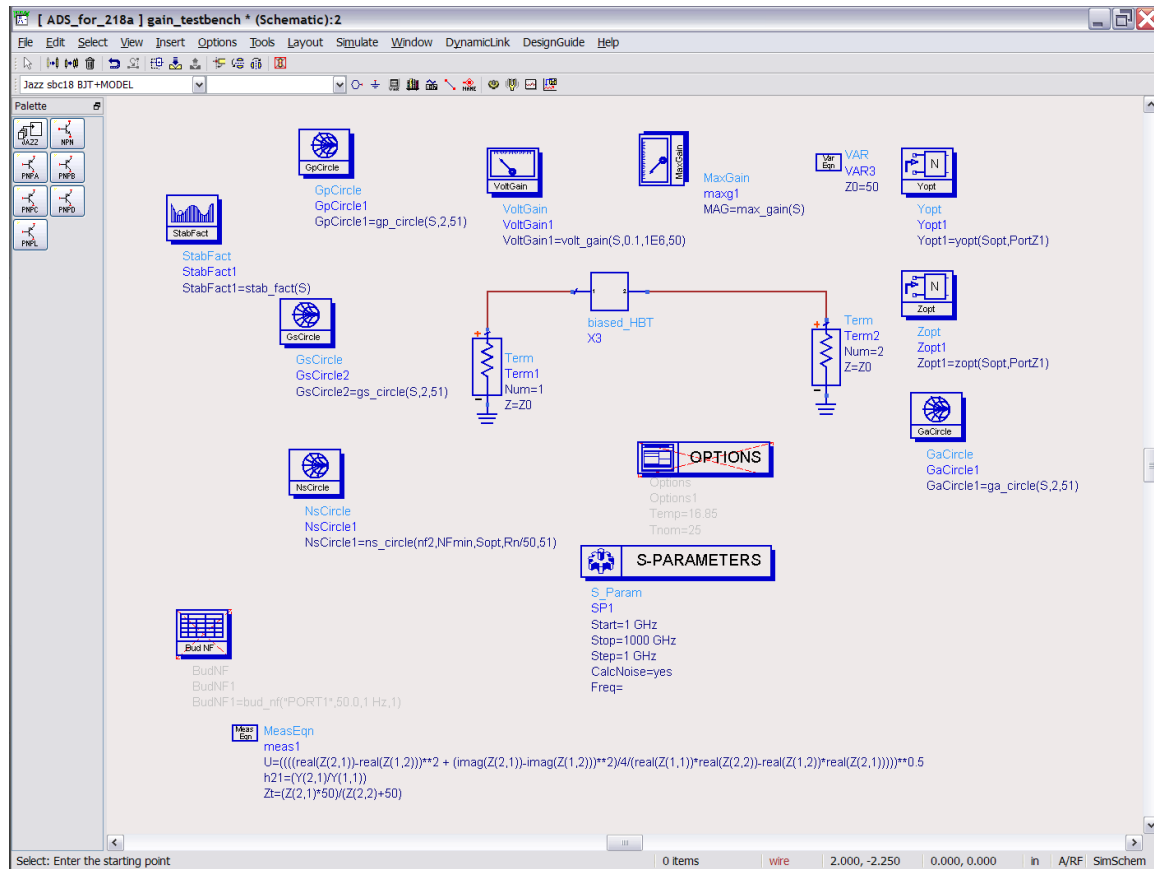 [ ADS_for_218a ] gain_testbench * (Schematic):2
File Edit Select View Insert Options Tools Layout Simulate Window DynamicLink DesignGuide Help
Jazz sbc18 BJT+MODEL
Palette
JAZZ
NPN
PNPA
PNPB
PNPC
PNPD
PNPL
GpCircle
GpCircle
GpCircle1
GpCircle1=gp_circle(S,2,51)
VoltGain
VoltGain
VoltGain1
VoltGain1=volt_gain(S,0.1,1E6,50)
MaxGain
MaxGain
maxg1
MAG=max_gain(S)
Var
Eqn
VAR
VAR3
Z0=50
N
Yopt
Yopt
Yopt1
Yopt1=yopt(Sopt,PortZ1)
StabFact
StabFact
StabFact1
StabFact1=stab_fact(S)
GsCircle
GsCircle
GsCircle2
GsCircle2=gs_circle(S,2,51)
1
2
biased_HBT
X3
+
Term
Term1
Num=1
Z=Z0
-
+
Term
Term2
Num=2
Z=Z0
-
N
Zopt
Zopt
Zopt1
Zopt1=zopt(Sopt,PortZ1)
GaCircle
GaCircle
GaCircle1
GaCircle1=ga_circle(S,2,51)
NsCircle
NsCircle
NsCircle1
NsCircle1=ns_circle(nf2,NFmin,Sopt,Rn/50,51)
OPTIONS
Options
Options1
Temp=16.85
Tnom=25
S-PARAMETERS
S_Param
SP1
Start=1 GHz
Stop=1000 GHz
Step=1 GHz
CalcNoise=yes
Freq=
Bud NF
BudNF
BudNF1
BudNF1=bud_nf("PORT1",50.0,1 Hz,1)
Meas
Eqn
MeasEqn
meas1
U=((((real(Z(2,1))-real(Z(1,2)))**2 + (imag(Z(2,1))-imag(Z(1,2)))**2)/4/(real(Z(1,1))*real(Z(2,2))-real(Z(1,2))*real(Z(2,1)))))**0.5
h21=(Y(2,1)/Y(1,1))
Zt=(Z(2,1)*50)/(Z(2,2)+50)
Select: Enter the starting point
0 items
wire
2.000, -2.250
0.000, 0.000
in
A/RF
SimSchem